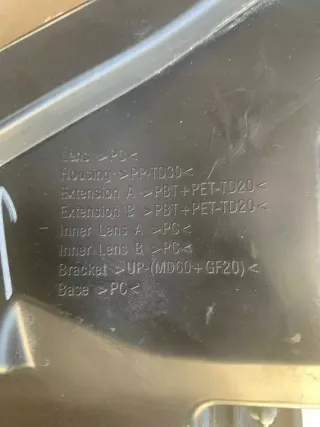 Lens >PC<
Housing >PP-TD30<
Extension A >PBT+PET-TD20<
Extension B >PBT+PET-TD20<
Inner Lens A >PC<
Inner Lens B >PC<
Bracket >UP-(MD60+GF20)<
Base >PC<